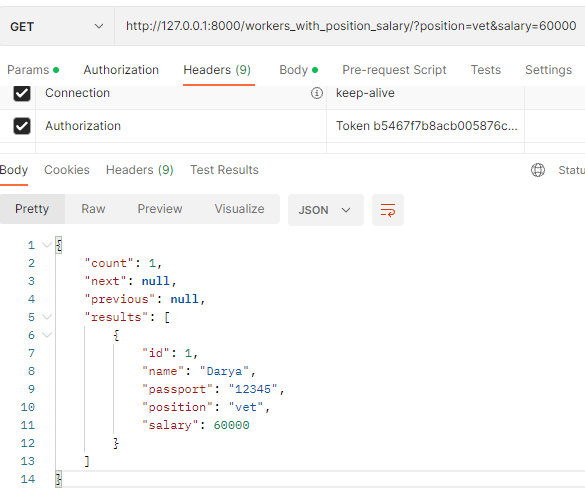 GET http://127.0.0.1:8000/workers_with_position_salary/?position=vet&salary=60000
Params Authorization Headers (9) Body Pre-request Script Tests Settings
Connection keep-alive
Authorization Token b5467f7b8acb005876c...
Body Cookies Headers (9) Test Results Statu
Pretty Raw Preview Visualize JSON
1 {
2 "count": 1,
3 "next": null,
4 "previous": null,
5 "results": [
6 {
7 "id": 1,
8 "name": "Darya",
9 "passport": "12345",
10 "position": "vet",
11 "salary": 60000
12 }
13 ]
14 }